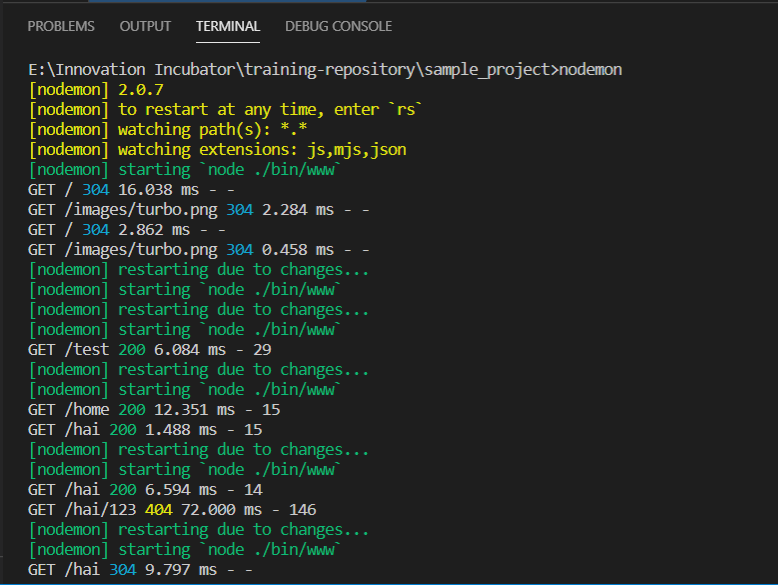 PROBLEMS OUTPUT TERMINAL DEBUG CONSOLE
E:\Innovation Incubator\training-repository\sample_project>nodemon
[nodemon] 2.0.7
[nodemon] to restart at any time, enter `rs`
[nodemon] watching path(s): *.*
[nodemon] watching extensions: js,mjs,json
[nodemon] starting `node ./bin/www`
GET / 304 16.038 ms - -
GET /images/turbo.png 304 2.284 ms - -
GET / 304 2.862 ms - -
GET /images/turbo.png 304 0.458 ms - -
[nodemon] restarting due to changes...
[nodemon] starting `node ./bin/www`
[nodemon] restarting due to changes...
[nodemon] starting `node ./bin/www`
GET /test 200 6.084 ms - 29
[nodemon] restarting due to changes...
[nodemon] starting `node ./bin/www`
GET /home 200 12.351 ms - 15
GET /hai 200 1.488 ms - 15
[nodemon] restarting due to changes...
[nodemon] starting `node ./bin/www`
GET /hai 200 6.594 ms - 14
GET /hai/123 404 72.000 ms - 146
[nodemon] restarting due to changes...
[nodemon] starting `node ./bin/www`
GET /hai 304 9.797 ms - -